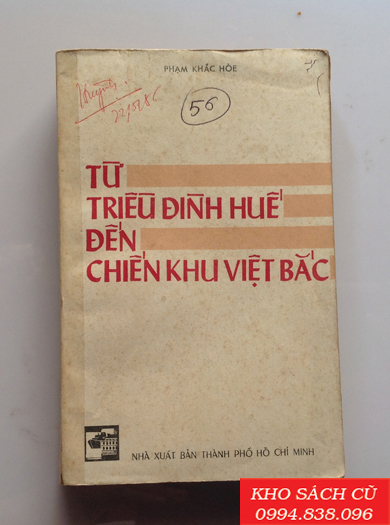 PHẠM KHẮC HÒE
56
TỪ
TRIỀU ĐÌNH HUẾ
ĐẾN
CHIẾN KHU VIỆT BẮC
NHÀ XUẤT BẢN THÀNH PHỐ HỒ CHÍ MINH
KHO SÁCH CŨ
0994.838.096